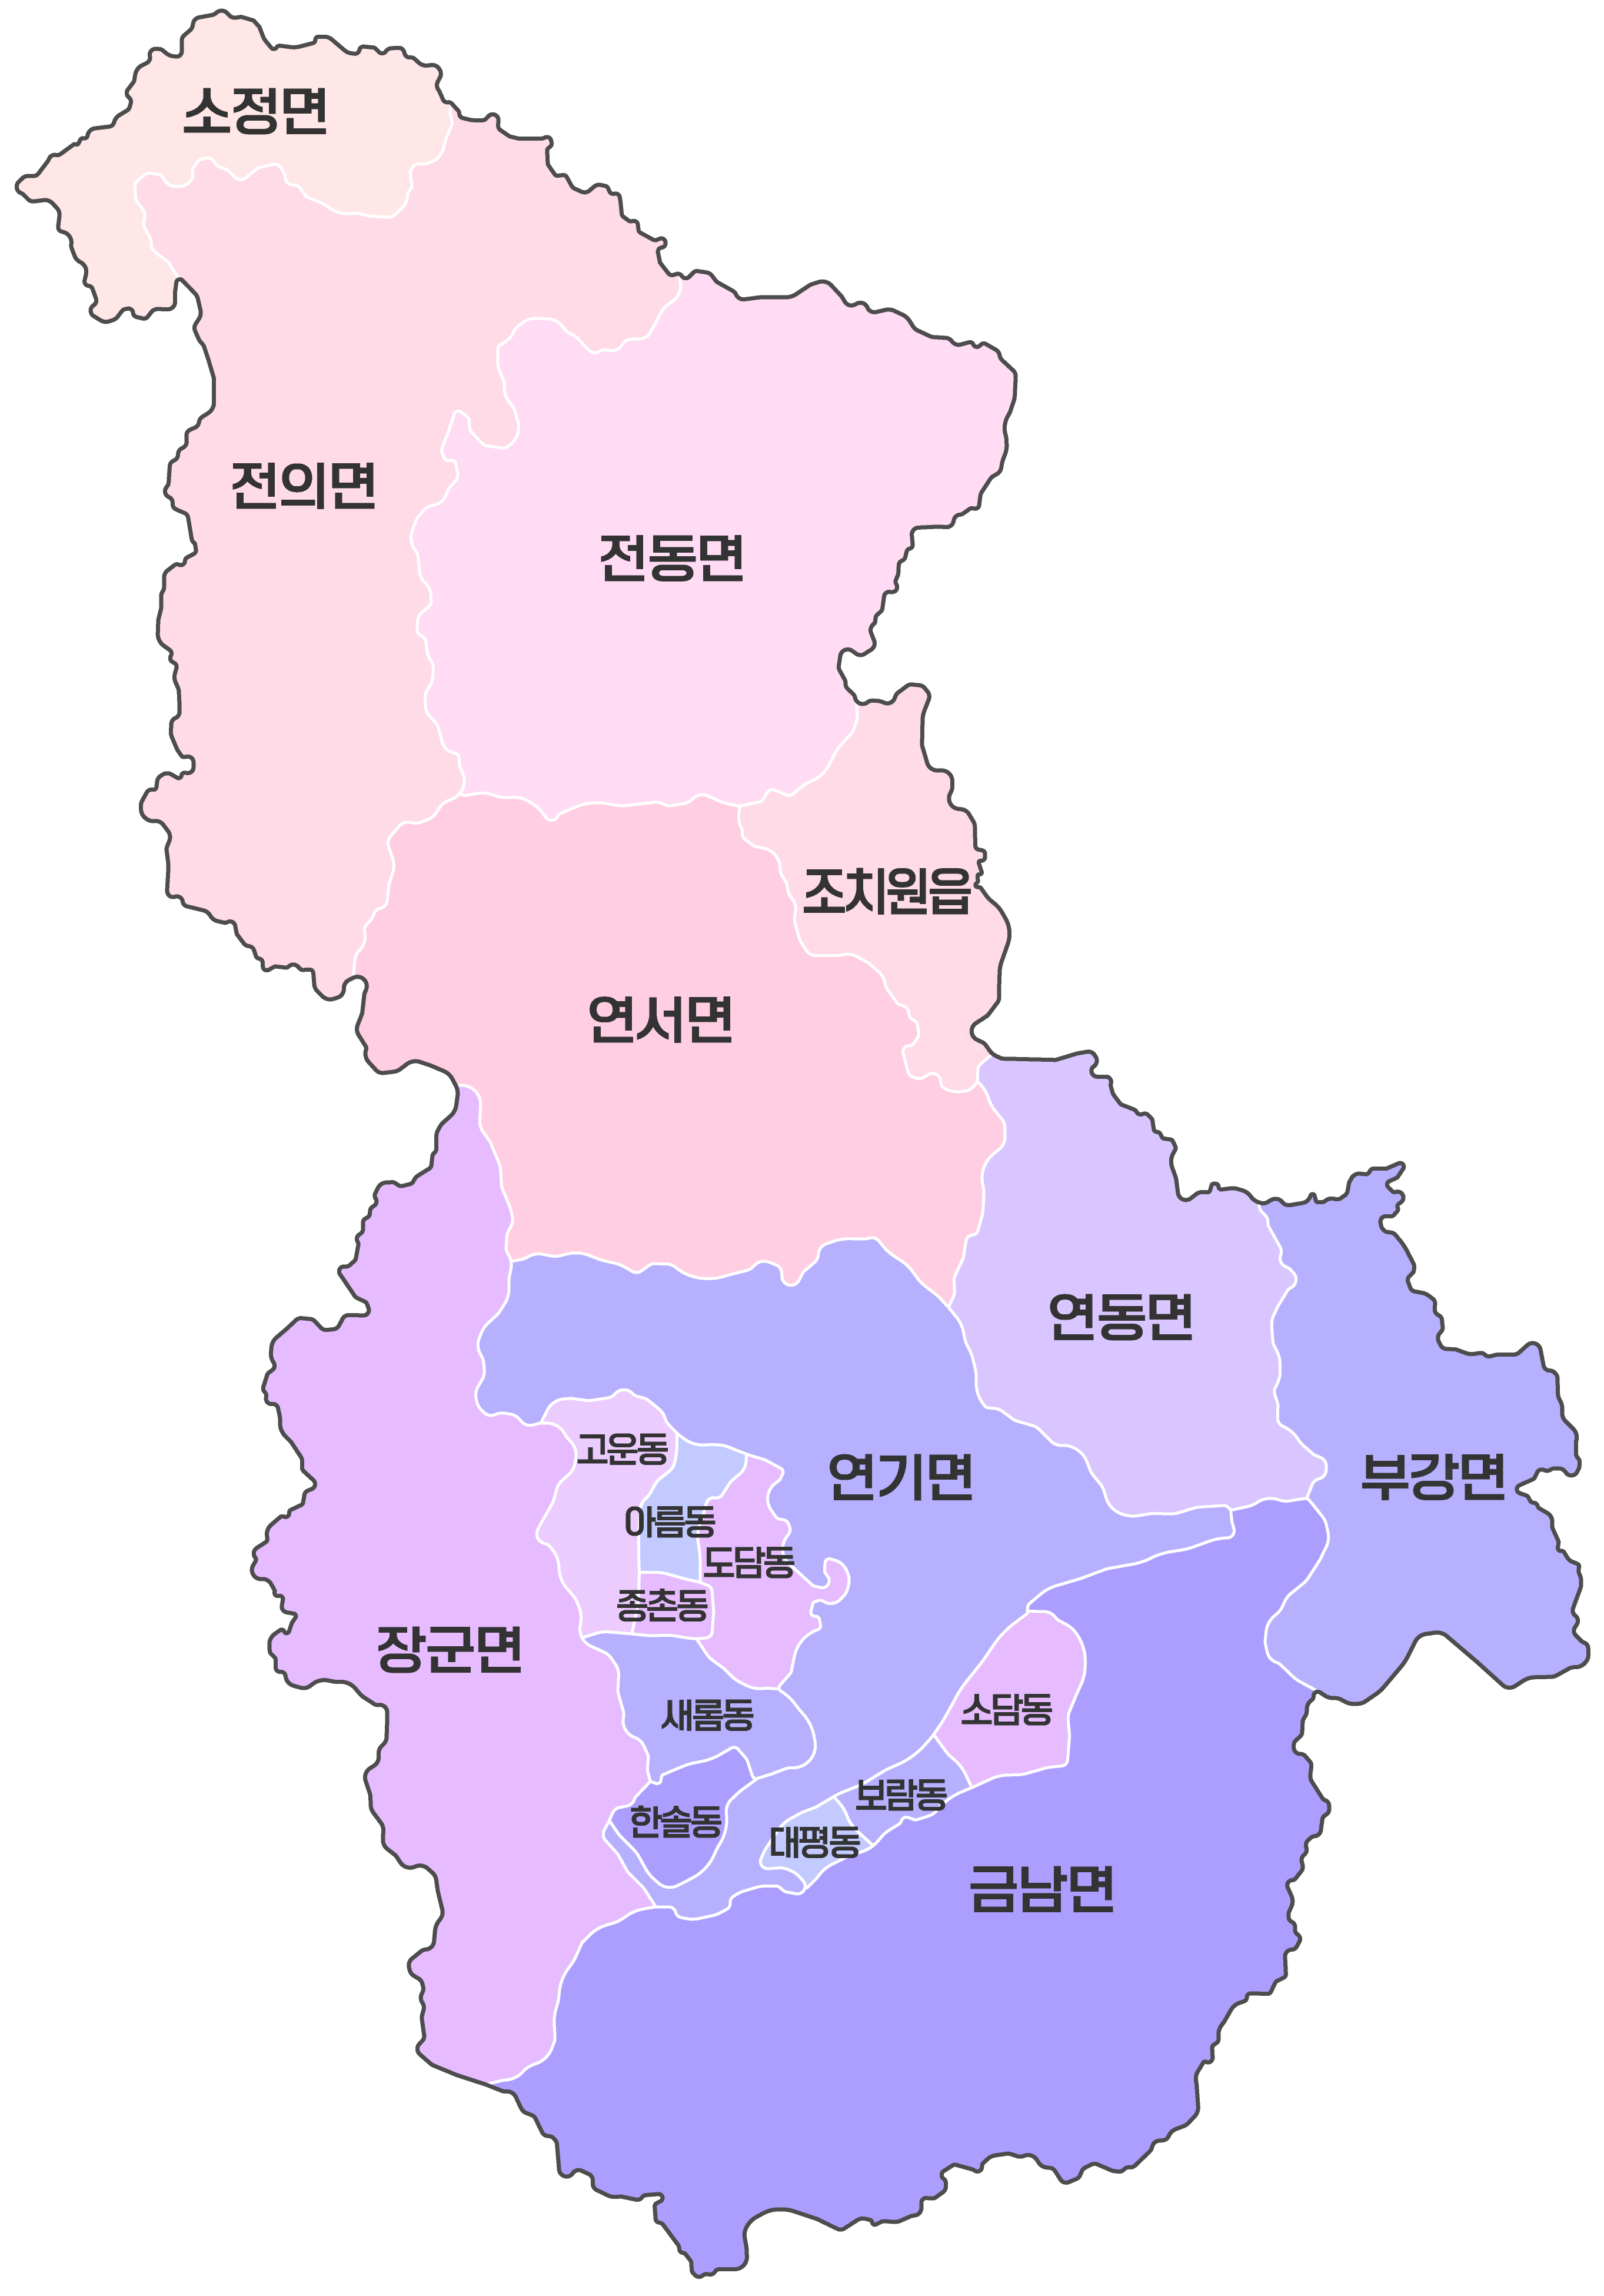 소정면
전의면
전동면
조치원읍
연서면
연동면
고운동
연기면
부강면
아름동
도담동
종촌동
장군면
소담동
새롬동
보람동
한솔동
대평동
금남면